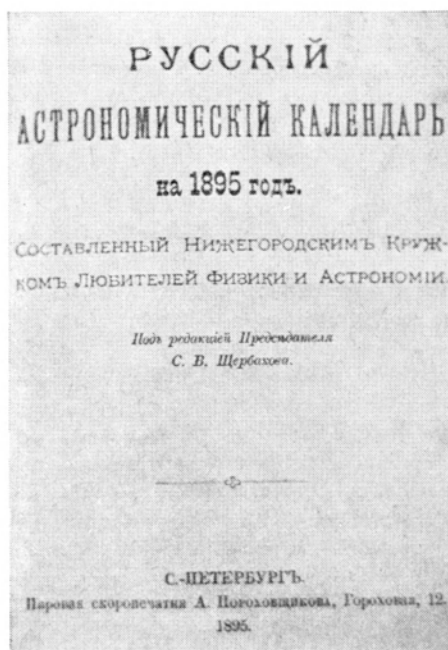 РУССКІЙ
АСТРОНОМИЧЕСКІЙ КАЛЕНДАРЬ
на 1895 годъ.
Составленный Нижегородскимъ Круж-
комъ Любителей Физики и Астрономіи.
Подъ редакціей Предсѣдателя
С. В. Щербакова.
С.-ПЕТЕРБУРГЪ.
Паровая скоропечатня А. Пороховщикова, Гороховая, 12.
1895.